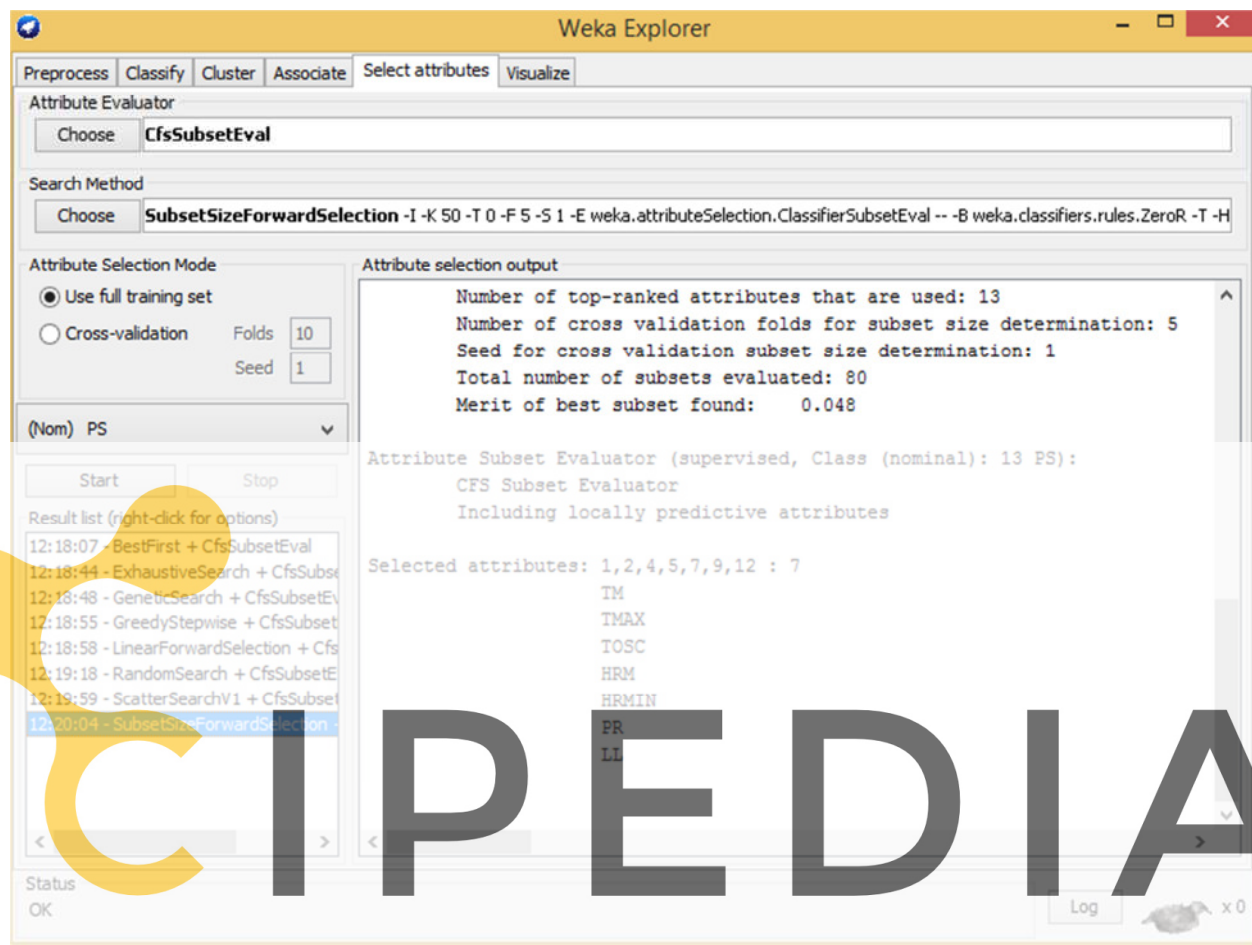 Weka Explorer
Preprocess Classify Cluster Associate Select attributes Visualize
Attribute Evaluator
Choose CfsSubsetEval
Search Method
Choose SubsetSizeForwardSelection -I -K 50 -T 0 -F 5 -S 1 -E weka.attributeSelection.ClassifierSubsetEval -- -B weka.classifiers.rules.ZeroR -T -H
Attribute Selection Mode
Use full training set
Cross-validation Folds 10
Seed 1
(Nom) PS
Start Stop
Result list (right-click for options)
12:18:07 - BestFirst + CfsSubsetEval
12:18:44 - ExhaustiveSearch + CfsSubse
12:18:48 - GeneticSearch + CfsSubsetEv
12:18:55 - GreedyStepwise + CfsSubset
12:18:58 - LinearForwardSelection + Cfs
12:19:18 - RandomSearch + CfsSubsetE
12:19:59 - ScatterSearchV1 + CfsSubset
12:20:04 - SubsetSizeForwardSelection -
Attribute selection output
Number of top-ranked attributes that are used: 13
Number of cross validation folds for subset size determination: 5
Seed for cross validation subset size determination: 1
Total number of subsets evaluated: 80
Merit of best subset found: 0.048
Attribute Subset Evaluator (supervised, Class (nominal): 13 PS):
CFS Subset Evaluator
Including locally predictive attributes
Selected attributes: 1,2,4,5,7,9,12 : 7
TM
TMAX
TOSC
HRM
HRMIN
PR
LL
Status
OK
Log x 0
CIPEDIA